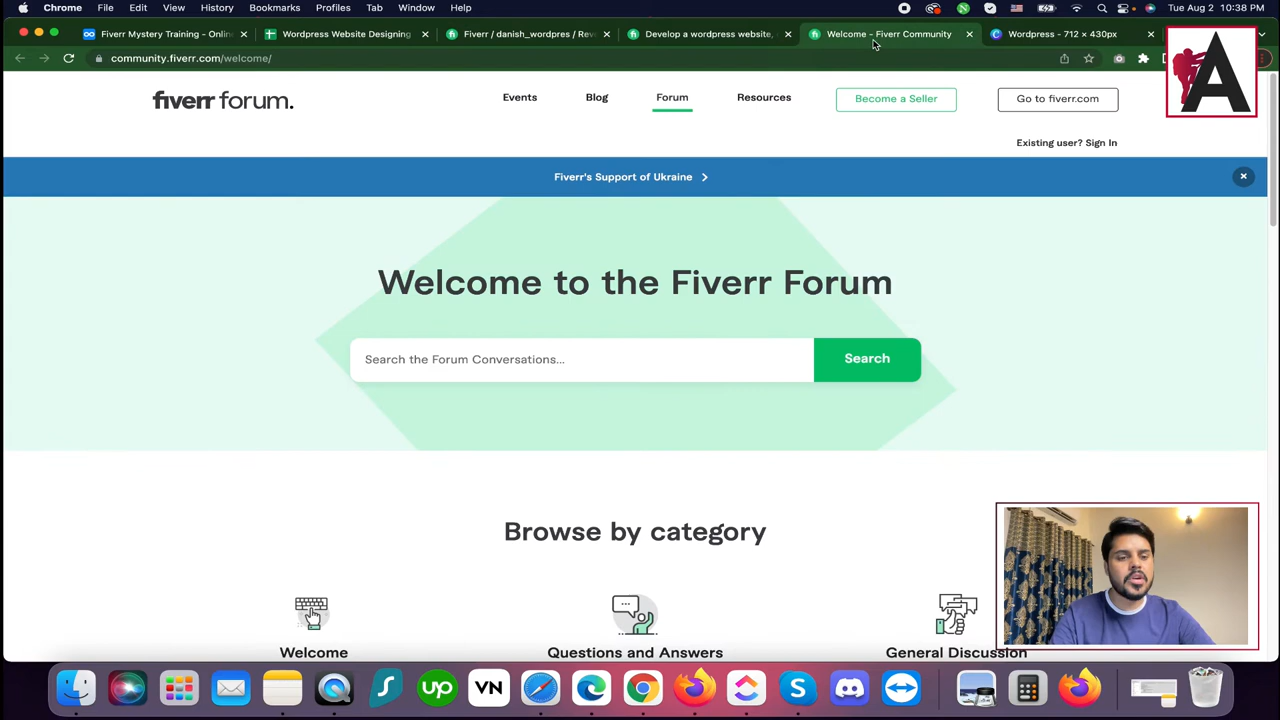 Chrome File Edit View History Bookmarks Profiles Tab Window Help Tue Aug 2 10:38 PM
Fiverr Mystery Training - Onlin
Wordpress Website Designing
Fiverr / danish_wordpres / Rev
Develop a wordpress website,
Welcome - Fiverr Community
Wordpress - 712 × 430px
community.fiverr.com/welcome/
A
fiverr forum.
Events
Blog
Forum
Resources
Become a Seller
Go to fiverr.com
Existing user? Sign In
Fiverr's Support of Ukraine
Welcome to the Fiverr Forum
Search the Forum Conversations...
Search
Browse by category
Welcome
Questions and Answers
General Discussion
up
VN